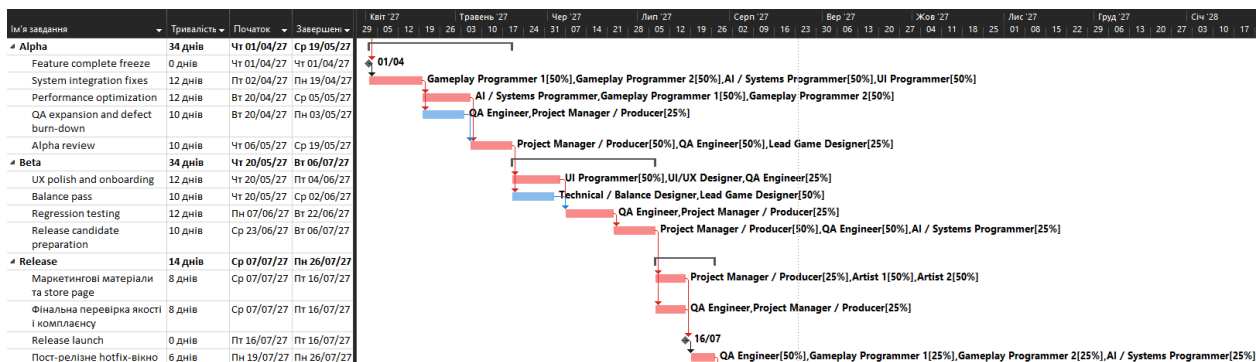 Квіт '27 Травень '27 Чер '27 Лип '27 Серп '27 Вер '27 Жов '27 Лис '27 Груд '27 Січ '28
Ім'я завдання Тривалість Початок Завершенн 29 05 12 19 26 03 10 17 24 31 07 14 21 28 05 12 19 26 02 09 16 23 30 06 13 20 27 04 11 18 25 01 08 15 22 29 06 13 20 27 03 10 17
Alpha 34 днів Чт 01/04/27 Ср 19/05/27
Feature complete freeze 0 днів Чт 01/04/27 Чт 01/04/27 01/04
System integration fixes 12 днів Пт 02/04/27 Пн 19/04/27 Gameplay Programmer 1[50%],Gameplay Programmer 2[50%],AI / Systems Programmer[50%],UI Programmer[50%]
Performance optimization 12 днів Вт 20/04/27 Ср 05/05/27 AI / Systems Programmer,Gameplay Programmer 1[50%],Gameplay Programmer 2[50%]
QA expansion and defect 10 днів Вт 20/04/27 Пн 03/05/27 QA Engineer,Project Manager / Producer[25%]
burn-down
Alpha review 10 днів Чт 06/05/27 Ср 19/05/27 Project Manager / Producer[50%],QA Engineer[50%],Lead Game Designer[25%]
Beta 34 днів Чт 20/05/27 Вт 06/07/27
UX polish and onboarding 12 днів Чт 20/05/27 Пт 04/06/27 UI Programmer[50%],UI/UX Designer,QA Engineer[25%]
Balance pass 10 днів Чт 20/05/27 Ср 02/06/27 Technical / Balance Designer,Lead Game Designer[50%]
Regression testing 12 днів Пн 07/06/27 Вт 22/06/27 QA Engineer,Project Manager / Producer[25%]
Release candidate 10 днів Ср 23/06/27 Вт 06/07/27 Project Manager / Producer[50%],QA Engineer[50%],AI / Systems Programmer[25%]
preparation
Release 14 днів Ср 07/07/27 Пн 26/07/27
Маркетингові матеріали 8 днів Ср 07/07/27 Пт 16/07/27 Project Manager / Producer[25%],Artist 1[50%],Artist 2[50%]
та store page
Фінальна перевірка якості 8 днів Ср 07/07/27 Пт 16/07/27 QA Engineer,Project Manager / Producer[25%]
і комплаєнсу
Release launch 0 днів Пт 16/07/27 Пт 16/07/27 16/07
Пост-релізне hotfix-вікно 6 днів Пн 19/07/27 Пн 26/07/27 QA Engineer[50%],Gameplay Programmer 1[25%],Gameplay Programmer 2[25%],AI / Systems Programmer[25%]